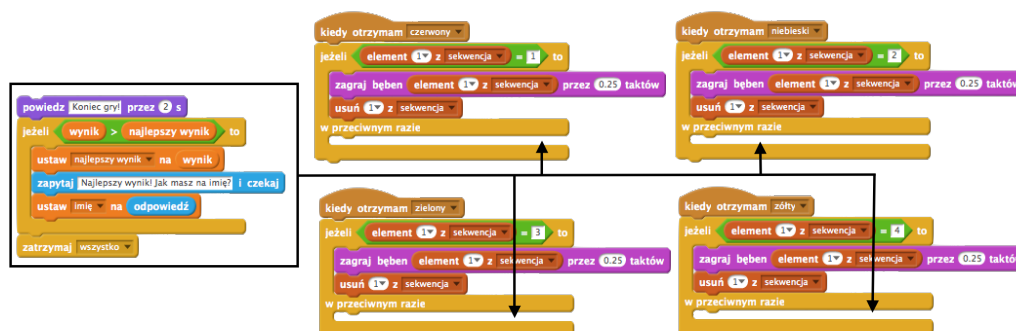 powiedz Koniec gry! przez 2 s
jeżeli wynik > najlepszy wynik to
ustaw najlepszy wynik na wynik
zapytaj Najlepszy wynik! Jak masz na imię? i czekaj
ustaw imię na odpowiedź
zatrzymaj wszystko
kiedy otrzymam czerwony
jeżeli element 1 z sekwencja = 1 to
zagraj bęben element 1 z sekwencja przez 0.25 taktów
usuń 1 z sekwencja
w przeciwnym razie
kiedy otrzymam niebieski
jeżeli element 1 z sekwencja = 2 to
zagraj bęben element 1 z sekwencja przez 0.25 taktów
usuń 1 z sekwencja
w przeciwnym razie
kiedy otrzymam zielony
jeżeli element 1 z sekwencja = 3 to
zagraj bęben element 1 z sekwencja przez 0.25 taktów
usuń 1 z sekwencja
w przeciwnym razie
kiedy otrzymam żółty
jeżeli element 1 z sekwencja = 4 to
zagraj bęben element 1 z sekwencja przez 0.25 taktów
usuń 1 z sekwencja
w przeciwnym razie